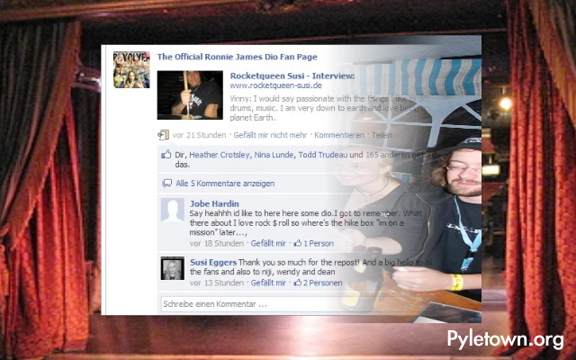 REVOLVE
The Official Ronnie James Dio Fan Page
Rocketqueen Susi - Interview:
www.rocketqueen-susi.de
Vinny: I would say passionate with the things I like,
drums, music. I am very down to earth and love
planet Earth.
vor 21 Stunden · Gefällt mir nicht mehr · Kommentieren · Teilen
Dir, Heather Crotsley, Nina Lunde, Todd Trudeau und 165 anderen
das.
Alle 5 Kommentare anzeigen
Jobe Hardin
Say heahhh id like to here here some dio.I got to remember. What
there about I love rock $ roll so where's the hike box "im on a
mission" later...,
vor 18 Stunden · Gefällt mir · 1 Person
Susi Eggers Thank you so much for the repost! And a big hello to
the fans and also to niji, wendy and dean
vor 13 Stunden · Gefällt mir · 2 Personen
Schreibe einen Kommentar ...
Pyletown.org